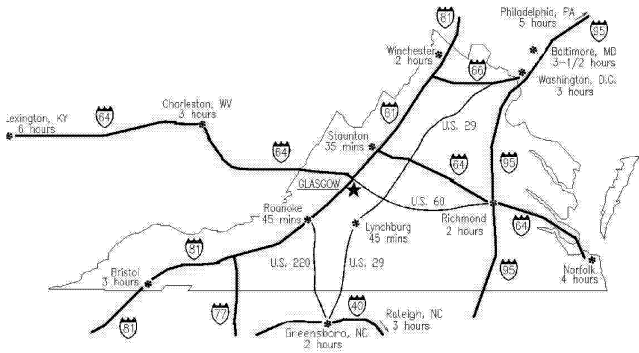 Philadelphia, PA
5 hours
81
95
Winchester
2 hours
Baltimore, MD
3-1/2 hours
66
Washington, D.C.
3 hours
Charleston, WV
3 hours
Lexington, KY
6 hours
64
81
U.S. 29
Staunton
35 mins
64
64
95
GLASGOW
U.S. 60
Roanoke
45 mins
Lynchburg
45 mins
Richmond
2 hours
64
81
U.S. 220
U.S. 29
Bristol
3 hours
95
Norfolk
4 hours
40
77
81
Raleigh, NC
3 hours
Greensboro, NC
2 hours